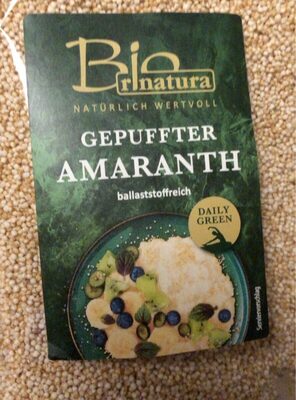 Bio
rinatura
NATÜRLICH WERTVOLL
GEPUFFTER
AMARANTH
ballaststoffreich
DAILY
GREEN
Serviervorschlag